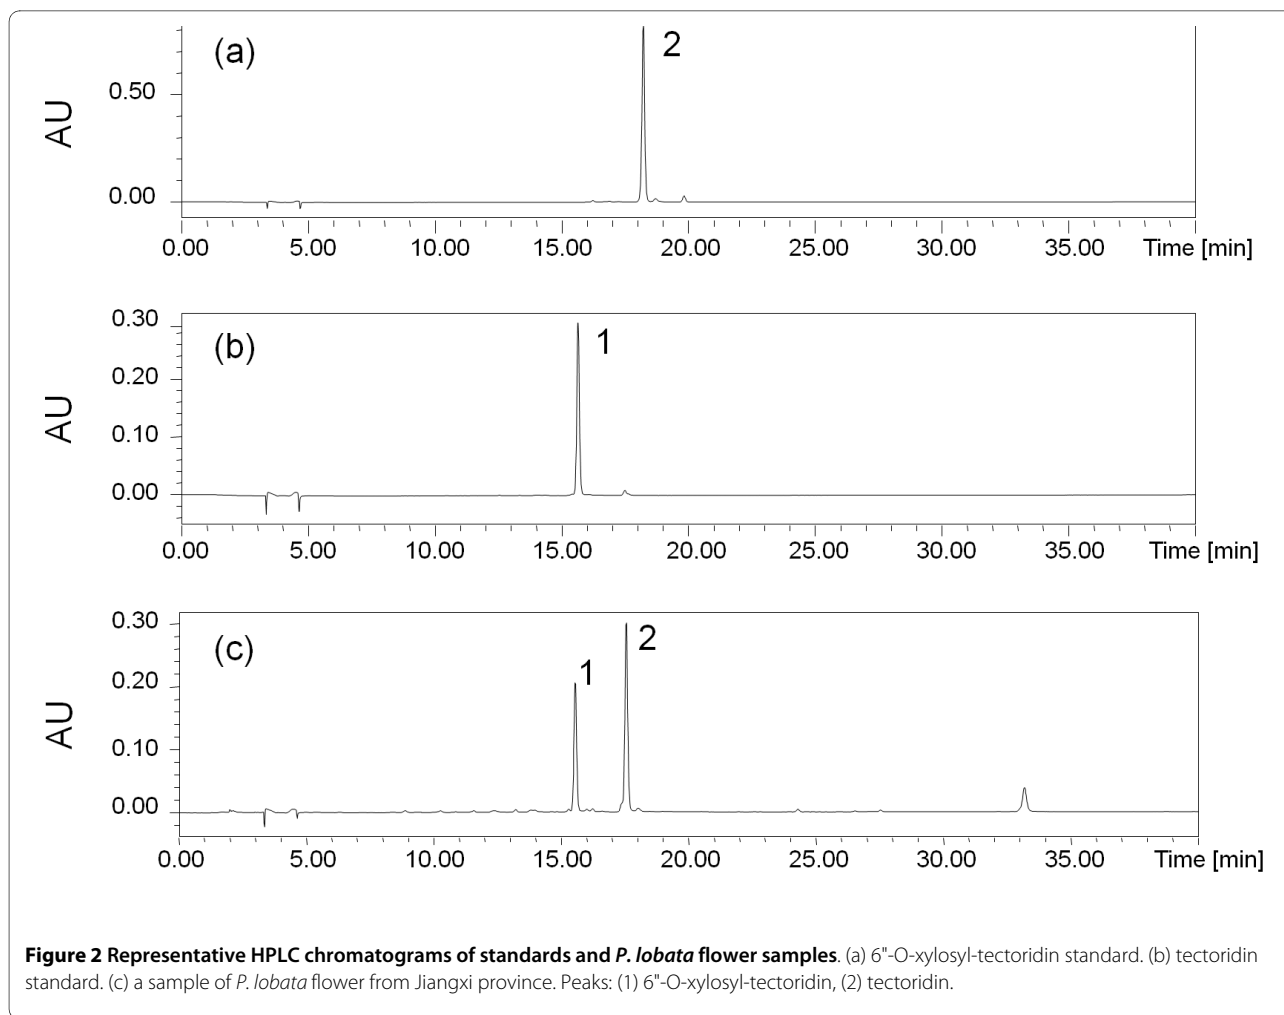 (a)
2
0.50
0.00
AU
0.00 5.00 10.00 15.00 20.00 25.00 30.00 35.00 Time [min]
(b)
1
0.30
0.20
0.10
0.00
AU
0.00 5.00 10.00 15.00 20.00 25.00 30.00 35.00 Time [min]
(c)
1
2
0.30
0.20
0.10
0.00
AU
0.00 5.00 10.00 15.00 20.00 25.00 30.00 35.00 Time [min]
Figure 2 Representative HPLC chromatograms of standards and P. lobata flower samples. (a) 6"-O-xylosyl-tectoridin standard. (b) tectoridin
standard. (c) a sample of P. lobata flower from Jiangxi province. Peaks: (1) 6"-O-xylosyl-tectoridin, (2) tectoridin.